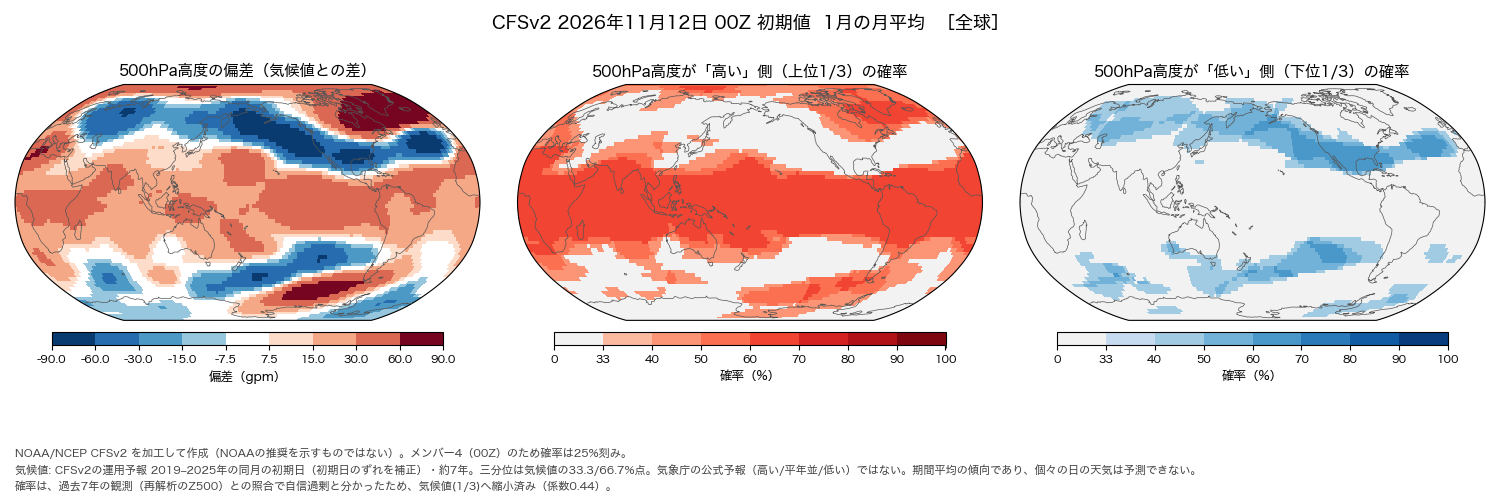 CFSv2 2026年11月12日 00Z 初期値 1月の月平均 ［全球］
500hPa高度の偏差（気候値との差）
500hPa高度が「高い」側（上位1/3）の確率
500hPa高度が「低い」側（下位1/3）の確率
-90.0 -60.0 -30.0 -15.0 -7.5 7.5 15.0 30.0 60.0 90.0
偏差（gpm）
0 33 40 50 60 70 80 90 100
確率（%）
0 33 40 50 60 70 80 90 100
確率（%）
NOAA/NCEP CFSv2 を加工して作成（NOAAの推奨を示すものではない）。メンバー4（00Z）のため確率は25%刻み。
気候値: CFSv2の運用予報 2019–2025年の同月の初期日（初期日のずれを補正）・約7年。三分位は気候値の33.3/66.7%点。気象庁の公式予報（高い/平年並/低い）ではない。期間平均の傾向であり、個々の日の天気は予測できない。
確率は、過去7年の観測（再解析のZ500）との照合で自信過剰と分かったため、気候値(1/3)へ縮小済み（係数0.44）。